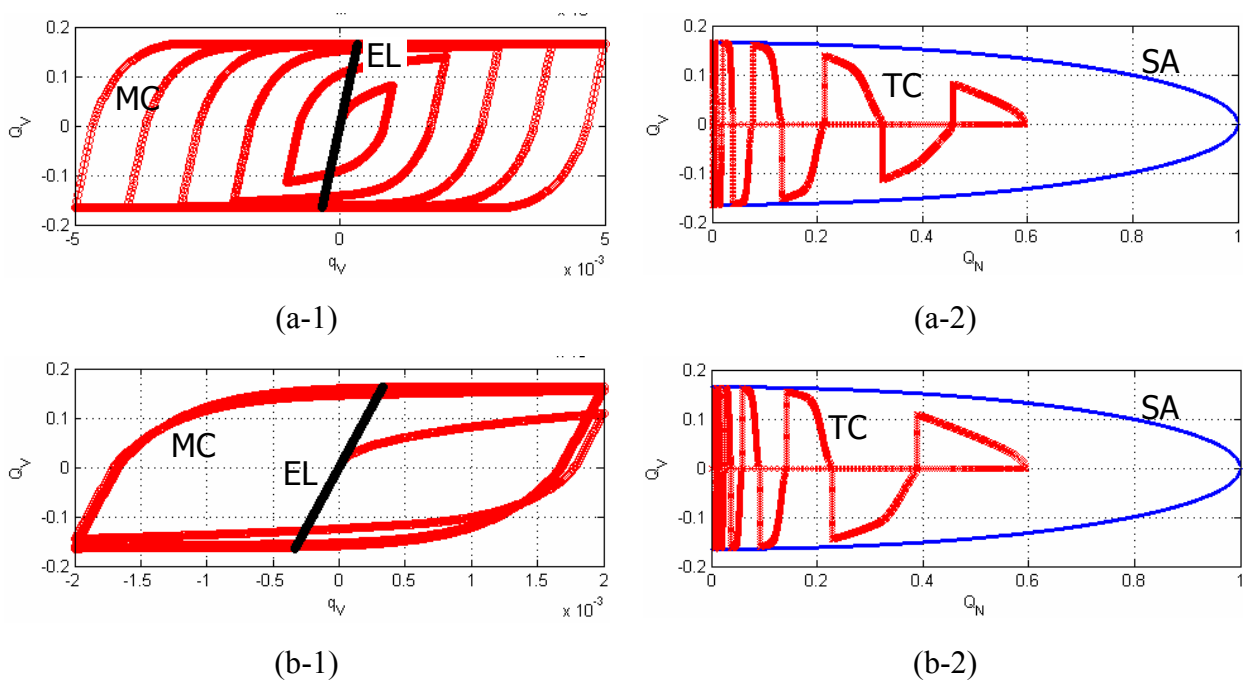 0.2
0.1
0
-0.1
-0.2
Q_V
MC
EL
-5
0
5
q_V
x 10^-3
(a-1)
0.2
0.1
0
-0.1
-0.2
Q_V
TC
SA
0
0.2
0.4
0.6
0.8
1
Q_N
(a-2)
0.2
0.1
0
-0.1
-0.2
Q_V
MC
EL
-2
-1.5
-1
-0.5
0
0.5
1
1.5
2
q_V
x 10^-3
(b-1)
0.2
0.1
0
-0.1
-0.2
Q_V
TC
SA
0
0.2
0.4
0.6
0.8
1
Q_N
(b-2)